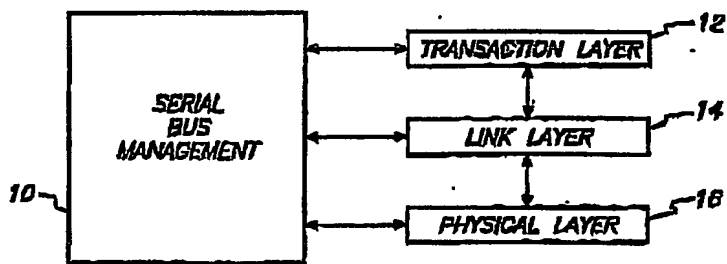 12
TRANSACTION LAYER
SERIAL
BUS
MANAGEMENT
14
LINK LAYER
10
16
PHYSICAL LAYER